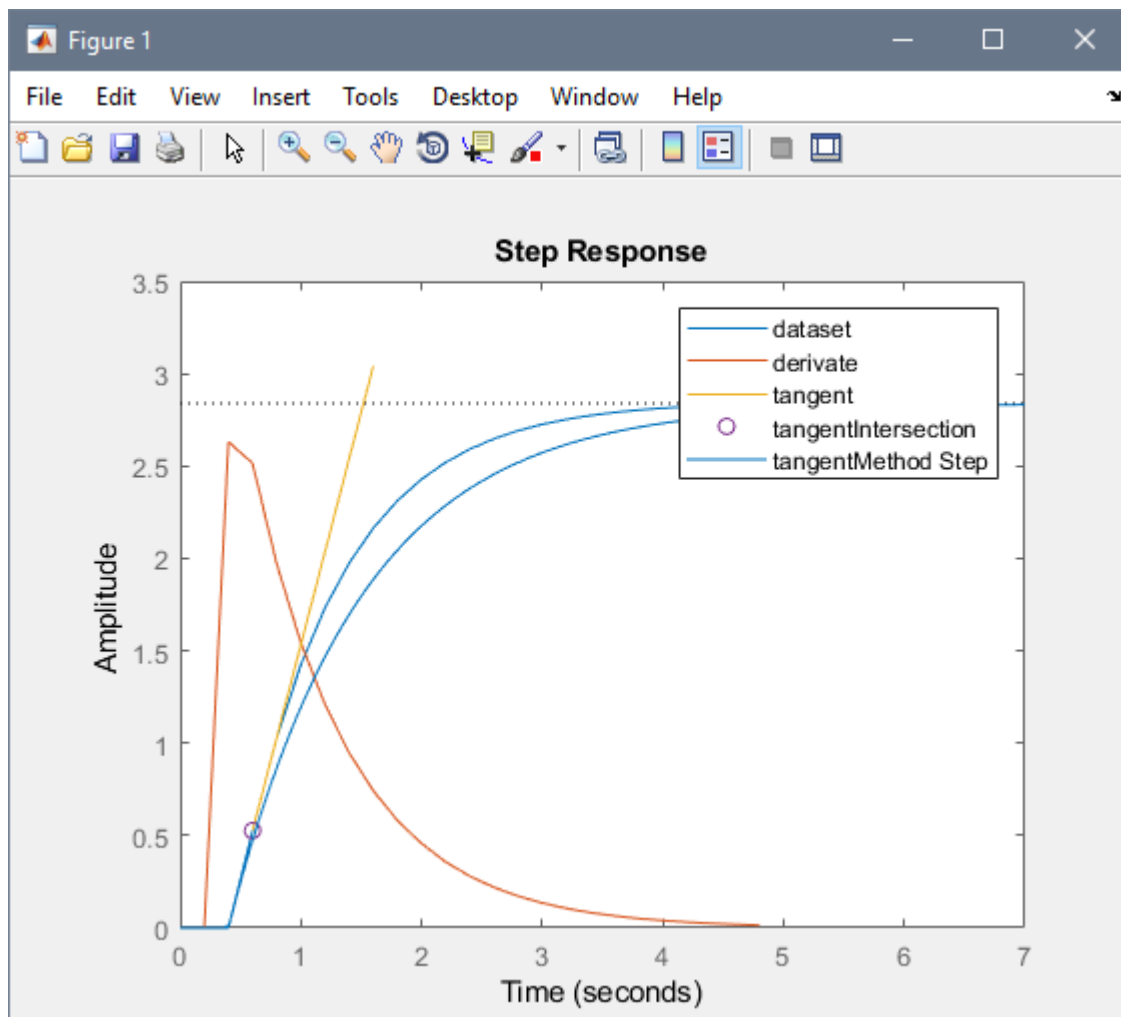 Figure 1
File Edit View Insert Tools Desktop Window Help
Step Response
3.5
3
2.5
2
1.5
1
0.5
0
Amplitude
dataset
derivate
tangent
tangentIntersection
tangentMethod Step
0 1 2 3 4 5 6 7
Time (seconds)